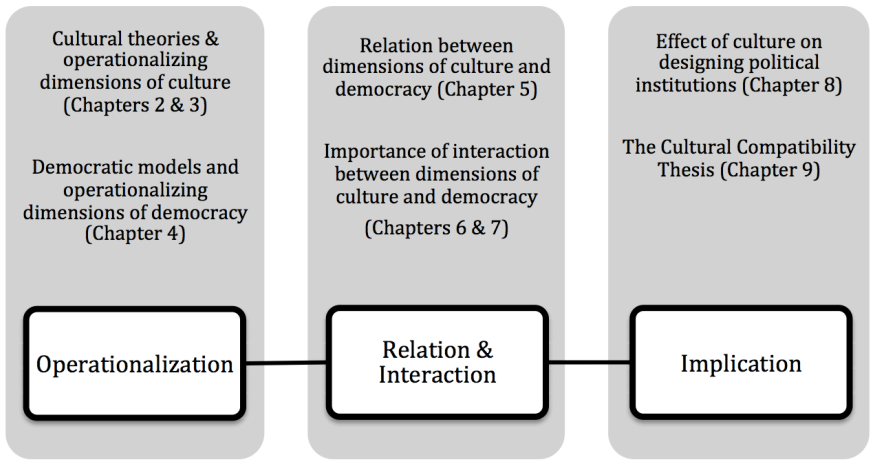 Cultural theories &
operationalizing
dimensions of culture
(Chapters 2 & 3)
Democratic models and
operationalizing
dimensions of democracy
(Chapter 4)
Operationalization
Relation between
dimensions of culture and
democracy (Chapter 5)
Importance of interaction
between dimensions of
culture and democracy
(Chapters 6 & 7)
Relation &
Interaction
Effect of culture on
designing political
institutions (Chapter 8)
The Cultural Compatibility
Thesis (Chapter 9)
Implication